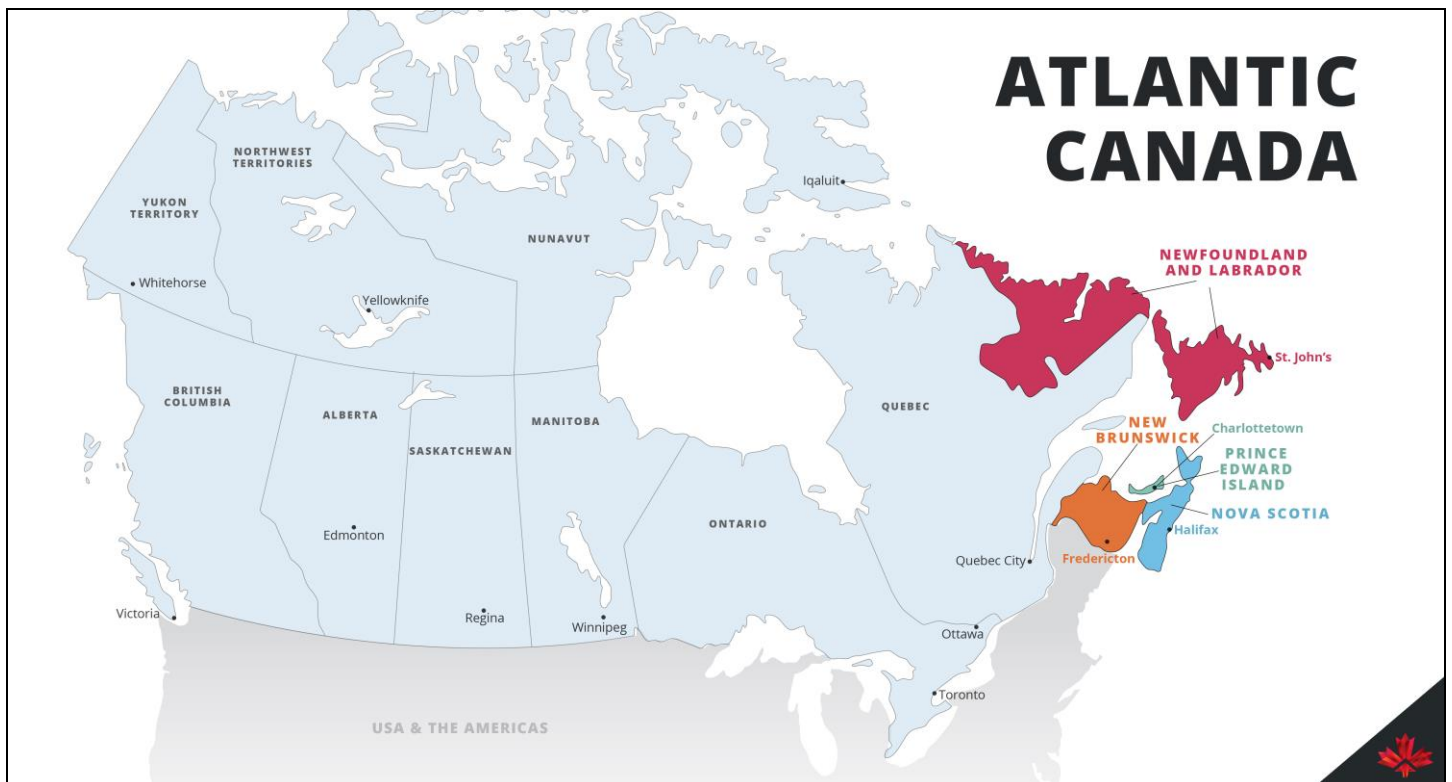 ATLANTIC
CANADA
Iqaluit
NORTHWEST
TERRITORIES
YUKON
TERRITORY
NUNAVUT
NEWFOUNDLAND
AND LABRADOR
Whitehorse
Yellowknife
St. John's
BRITISH
COLUMBIA
ALBERTA
QUEBEC
MANITOBA
SASKATCHEWAN
NEW
BRUNSWICK
Charlottetown
PRINCE
EDWARD
ISLAND
NOVA SCOTIA
ONTARIO
Halifax
Edmonton
Quebec City
Fredericton
Victoria
Regina
Winnipeg
Ottawa
Toronto
USA & THE AMERICAS